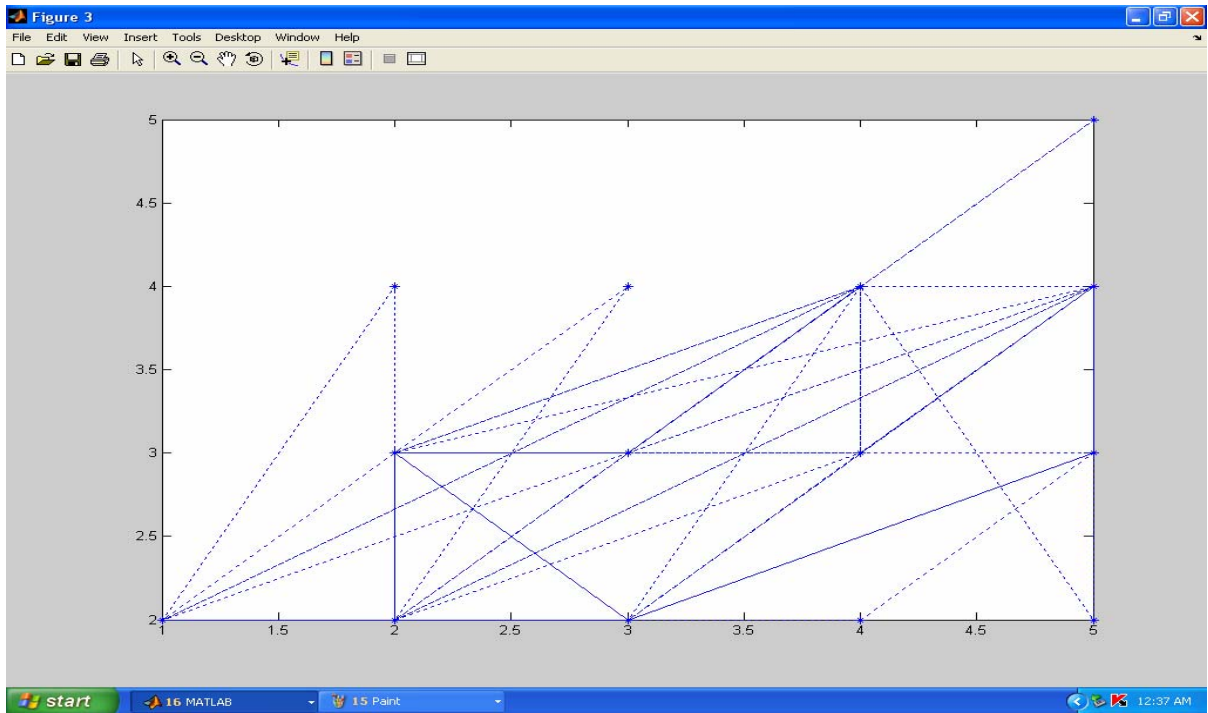 Figure 3
File Edit View Insert Tools Desktop Window Help
5
4.5
4
3.5
3
2.5
2
1 1.5 2 2.5 3 3.5 4 4.5 5
start 16 MATLAB 15 Paint 12:37 AM